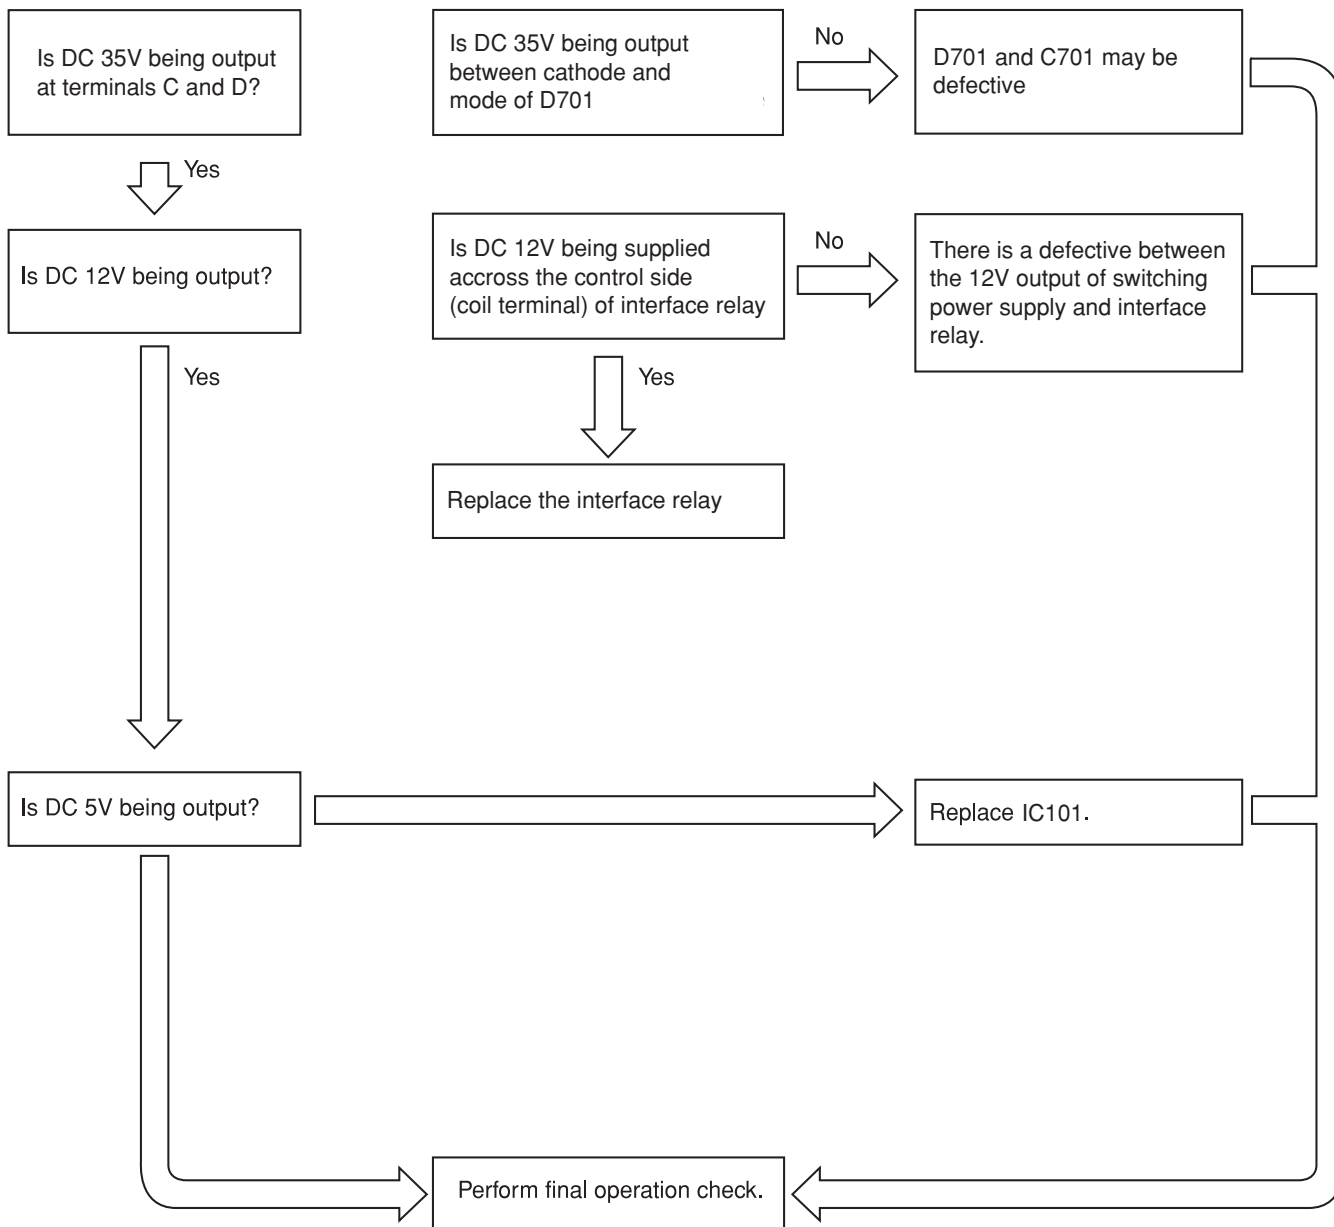 Is DC 35V being output
at terminals C and D?
Is DC 35V being output
between cathode and
mode of D701
No
D701 and C701 may be
defective
Yes
Is DC 12V being output?
Is DC 12V being supplied
accross the control side
(coil terminal) of interface relay
No
There is a defective between
the 12V output of switching
power supply and interface
relay.
Yes
Yes
Replace the interface relay
Is DC 5V being output?
Replace IC101.
Perform final operation check.